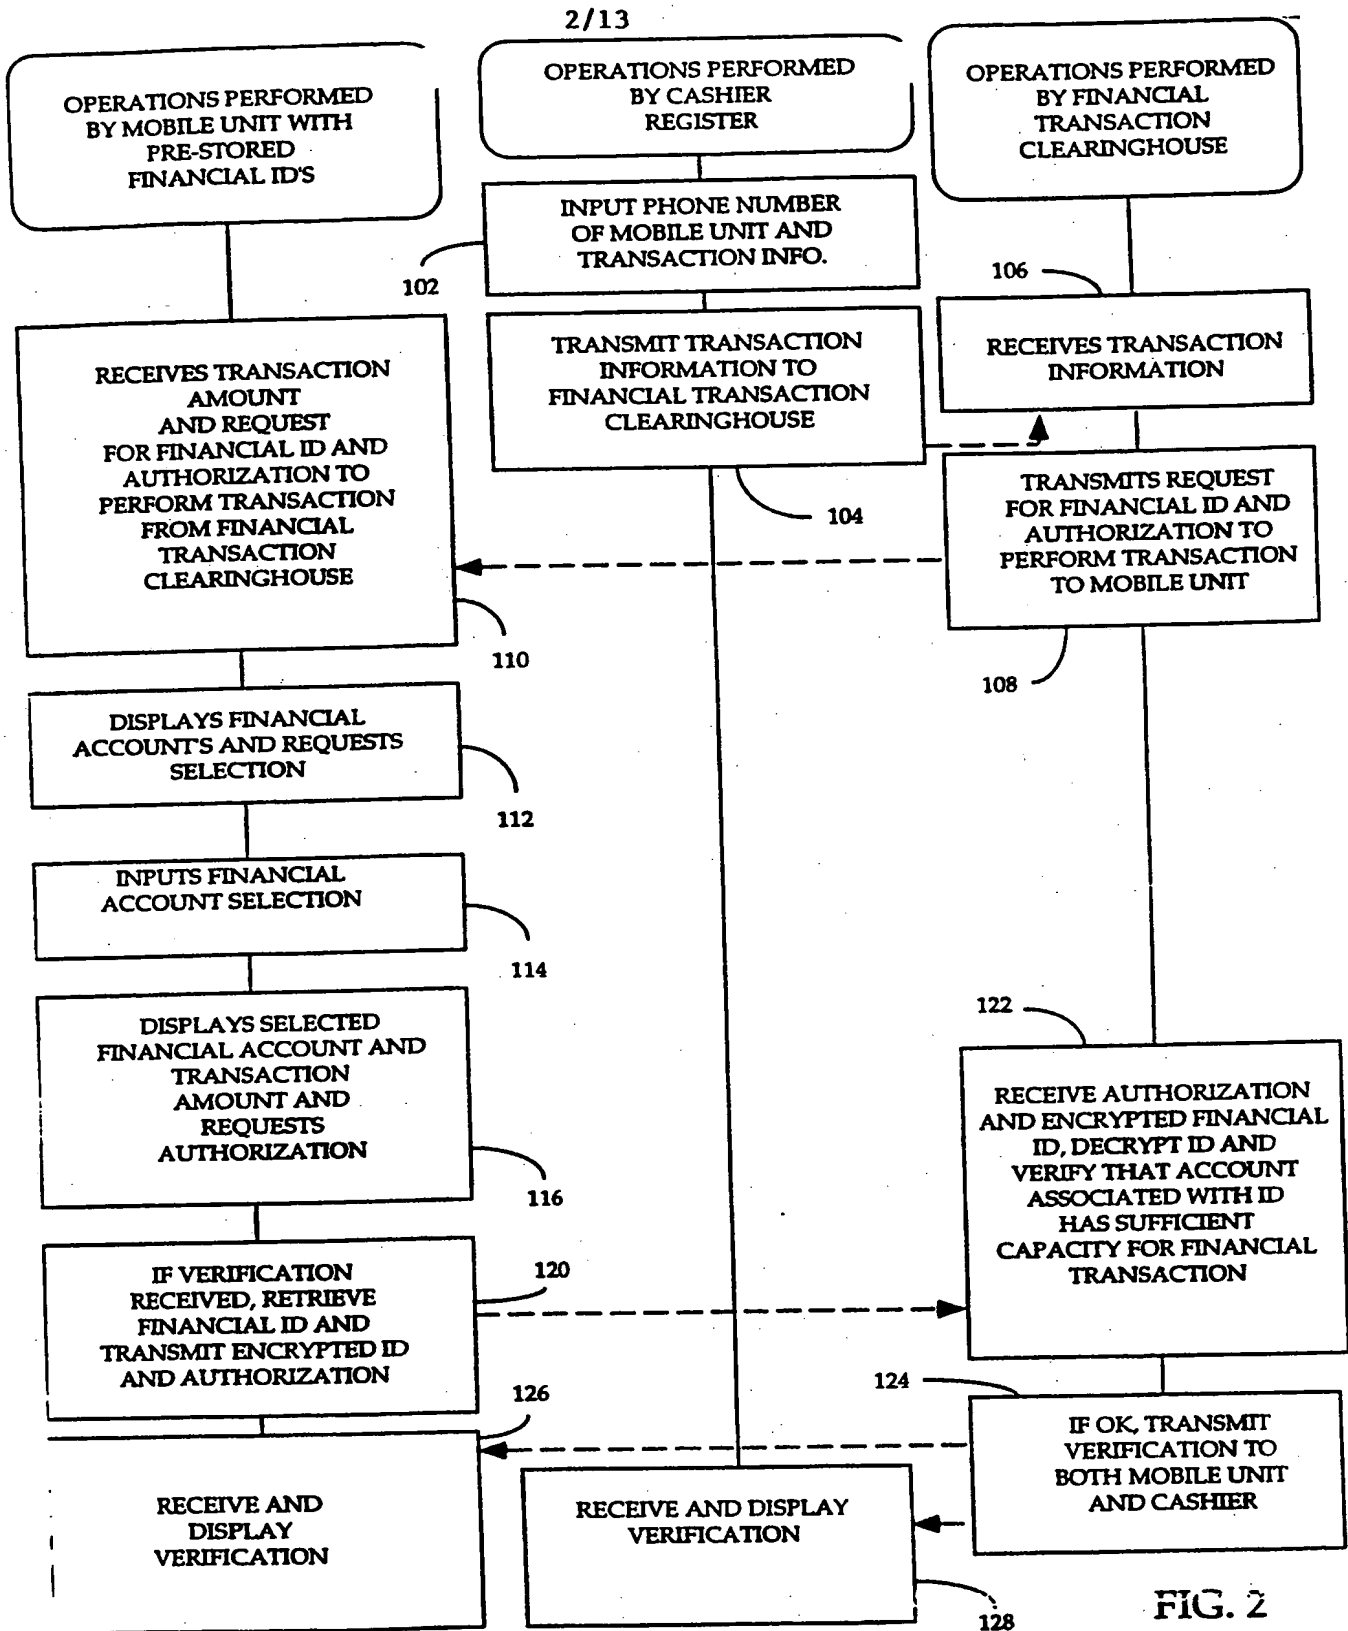 2/13
OPERATIONS PERFORMED
BY MOBILE UNIT WITH
PRE-STORED
FINANCIAL ID'S
OPERATIONS PERFORMED
BY CASHIER
REGISTER
OPERATIONS PERFORMED
BY FINANCIAL
TRANSACTION
CLEARINGHOUSE
INPUT PHONE NUMBER
OF MOBILE UNIT AND
TRANSACTION INFO.
102
106
TRANSMIT TRANSACTION
INFORMATION TO
FINANCIAL TRANSACTION
CLEARINGHOUSE
104
RECEIVES TRANSACTION
INFORMATION
RECEIVES TRANSACTION
AMOUNT
AND REQUEST
FOR FINANCIAL ID AND
AUTHORIZATION TO
PERFORM TRANSACTION
FROM FINANCIAL
TRANSACTION
CLEARINGHOUSE
110
TRANSMITS REQUEST
FOR FINANCIAL ID AND
AUTHORIZATION TO
PERFORM TRANSACTION
TO MOBILE UNIT
108
DISPLAYS FINANCIAL
ACCOUNT'S AND REQUESTS
SELECTION
112
INPUTS FINANCIAL
ACCOUNT SELECTION
114
DISPLAYS SELECTED
FINANCIAL ACCOUNT AND
TRANSACTION
AMOUNT AND
REQUESTS
AUTHORIZATION
116
122
RECEIVE AUTHORIZATION
AND ENCRYPTED FINANCIAL
ID, DECRYPT ID AND
VERIFY THAT ACCOUNT
ASSOCIATED WITH ID
HAS SUFFICIENT
CAPACITY FOR FINANCIAL
TRANSACTION
IF VERIFICATION
RECEIVED, RETRIEVE
FINANCIAL ID AND
TRANSMIT ENCRYPTED ID
AND AUTHORIZATION
120
124
IF OK, TRANSMIT
VERIFICATION TO
BOTH MOBILE UNIT
AND CASHIER
126
RECEIVE AND
DISPLAY
VERIFICATION
RECEIVE AND DISPLAY
VERIFICATION
128
FIG. 2